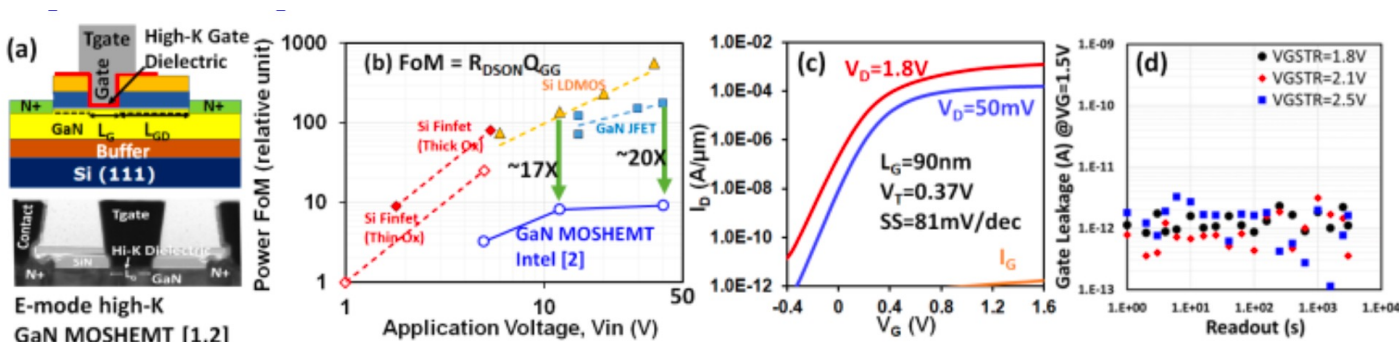 (a)
Tgate
Gate
High-K Gate
Dielectric
N+
N+
GaN
LG
LGD
Buffer
Si (111)
Contact
Tgate
Hi-K Dielectric
SiN
LG
GaN
N+
N+
E-mode high-K
GaN MOSHEMT [1,2]
Power FoM (relative unit)
1000
100
10
1
(b) FoM = RDSONQGG
Si LDMOS
Si Finfet
(Thick Ox)
GaN JFET
~17X
~20X
Si Finfet
(Thin Ox)
GaN MOSHEMT
Intel [2]
1
10
50
Application Voltage, Vin (V)
ID (A/µm)
1.0E-02
1.0E-04
1.0E-06
1.0E-08
1.0E-10
1.0E-12
(c)
VD=1.8V
VD=50mV
LG=90nm
VT=0.37V
SS=81mV/dec
IG
-0.4
0
0.4
0.8
1.2
1.6
VG (V)
Gate Leakage (A) @VG=1.5V
1.E-09
1.E-10
1.E-11
1.E-12
1.E-13
(d)
VGSTR=1.8V
VGSTR=2.1V
VGSTR=2.5V
1.E+00
1.E+01
1.E+02
1.E+03
1.E+04
Readout (s)